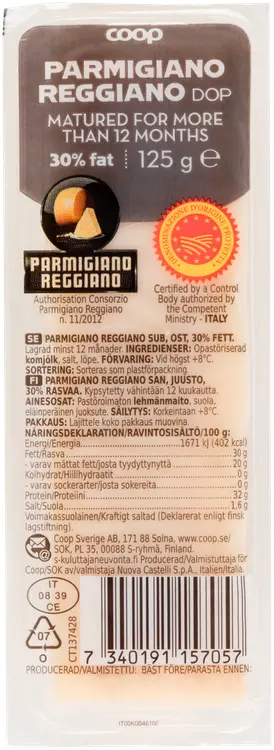 coop
PARMIGIANO
REGGIANO DOP
MATURED FOR MORE
THAN 12 MONTHS
30% fat 125 g ℮
PARMIGIANO
REGGIANO
DENOMINAZIONE D'ORIGINE PROTETTA
Authorisation Consorzio
Parmigiano Reggiano
n. 11/2012
Certified by a Control
Body authorized by
the Competent
Ministry - ITALY
SE PARMIGIANO REGGIANO SUB, OST, 30% FETT.
Lagrad minst 12 månader. INGREDIENSER: Opastöriserad
komjölk, salt, löpe. FÖRVARING: Vid högst +8°C.
SORTERING: Sorteras som plastförpackning.
FI PARMIGIANO REGGIANO SAN, JUUSTO,
30% RASVAA. Kypsytetty vähintään 12 kuukautta.
AINESOSAT: Pastöroimaton lehmänmaito, suola,
eläinperäinen juoksute. SÄILYTYS: Korkeintaan +8°C.
PAKKAUS: Lajittele koko pakkaus muovina.
NÄRINGSDEKLARATION/RAVINTOSISÄLTÖ/100 g:
Energi/Energia 1671 kJ (402 kcal)
Fett/Rasva 30 g
- varav mättat fett/josta tyydyttynyttä 20 g
Kolhydrat/Hiilihydraatit 0 g
- varav sockerarter/josta sokereita 0 g
Protein/Proteiini 32 g
Salt/Suola 1,6 g
Voimakassuolainen/Kraftigt saltad (Deklarerat enligt finsk
lagstiftning).
Coop Sverige AB, 171 88 Solna, www.coop.se/
SOK, PL 35, 00088 S-ryhmä, Finland.
s-kuluttajaneuvonta.fi Producerad/Valmistuttaja för
Coop/SOK av/valmistaja Nuova Castelli S.p.A., Italien/Italia.
IT
08 39
CE
07
O
CT137428
7 340191 157057
PRODUCERAD/VALMISTETTU: BÄST FÖRE/PARASTA ENNEN: